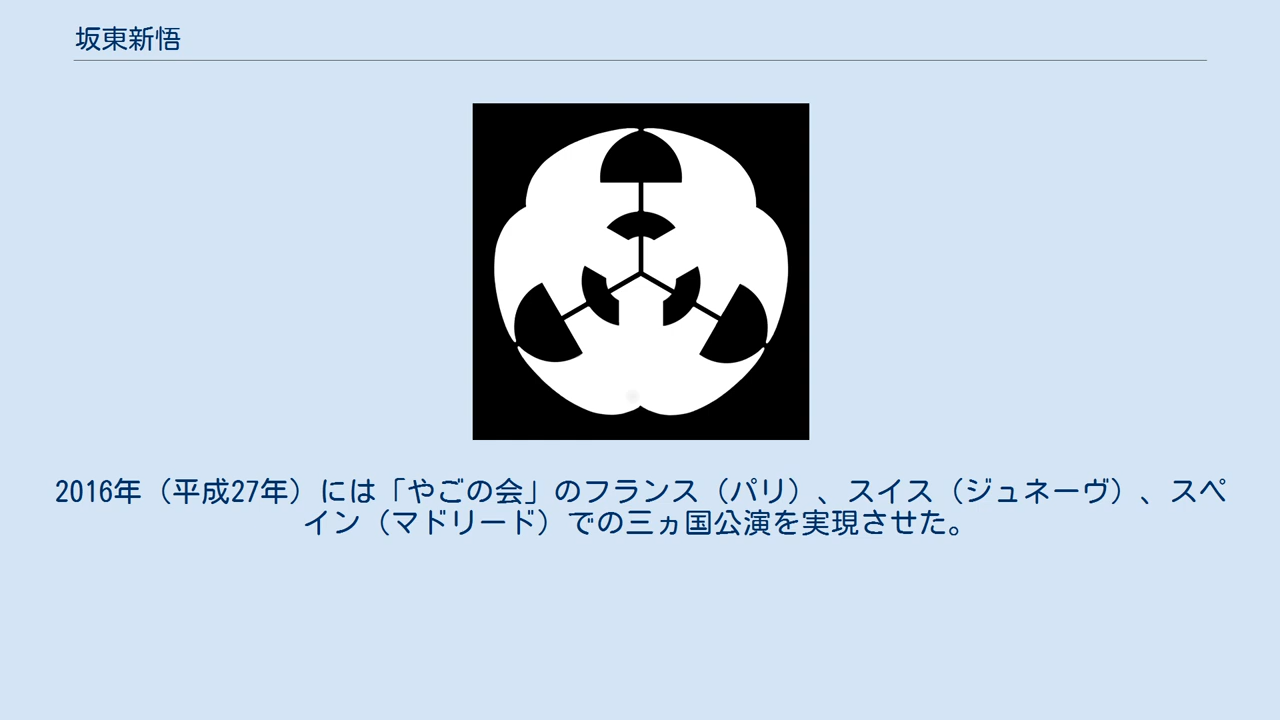 坂東新悟
2016年（平成27年）には「やごの会」のフランス（パリ）、スイス（ジュネーヴ）、スペ
イン（マドリード）での三ヵ国公演を実現させた。